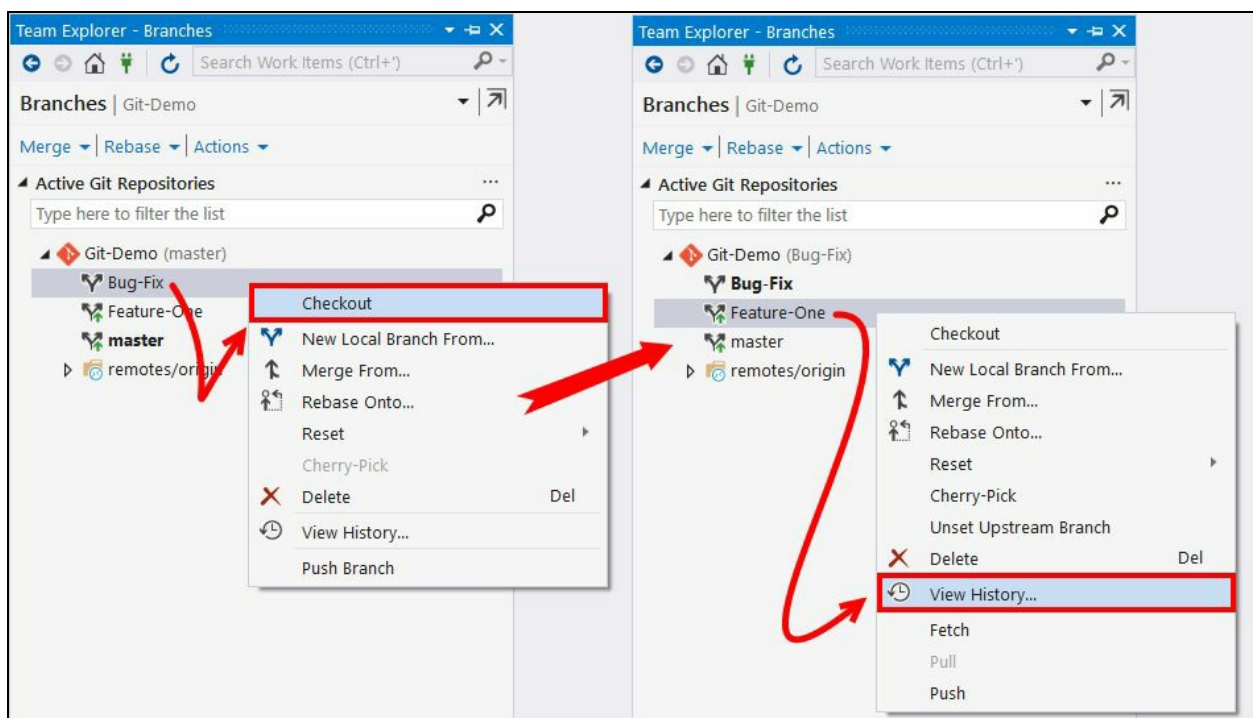 Team Explorer - Branches
Search Work Items (Ctrl+')
Branches | Git-Demo
Merge | Rebase | Actions
Active Git Repositories
Type here to filter the list
Git-Demo (master)
Bug-Fix
Feature-One
master
remotes/origin
Checkout
New Local Branch From...
Merge From...
Rebase Onto...
Reset
Cherry-Pick
Delete Del
View History...
Push Branch
Team Explorer - Branches
Search Work Items (Ctrl+')
Branches | Git-Demo
Merge | Rebase | Actions
Active Git Repositories
Type here to filter the list
Git-Demo (Bug-Fix)
Bug-Fix
Feature-One
master
remotes/origin
Checkout
New Local Branch From...
Merge From...
Rebase Onto...
Reset
Cherry-Pick
Unset Upstream Branch
Delete Del
View History...
Fetch
Pull
Push